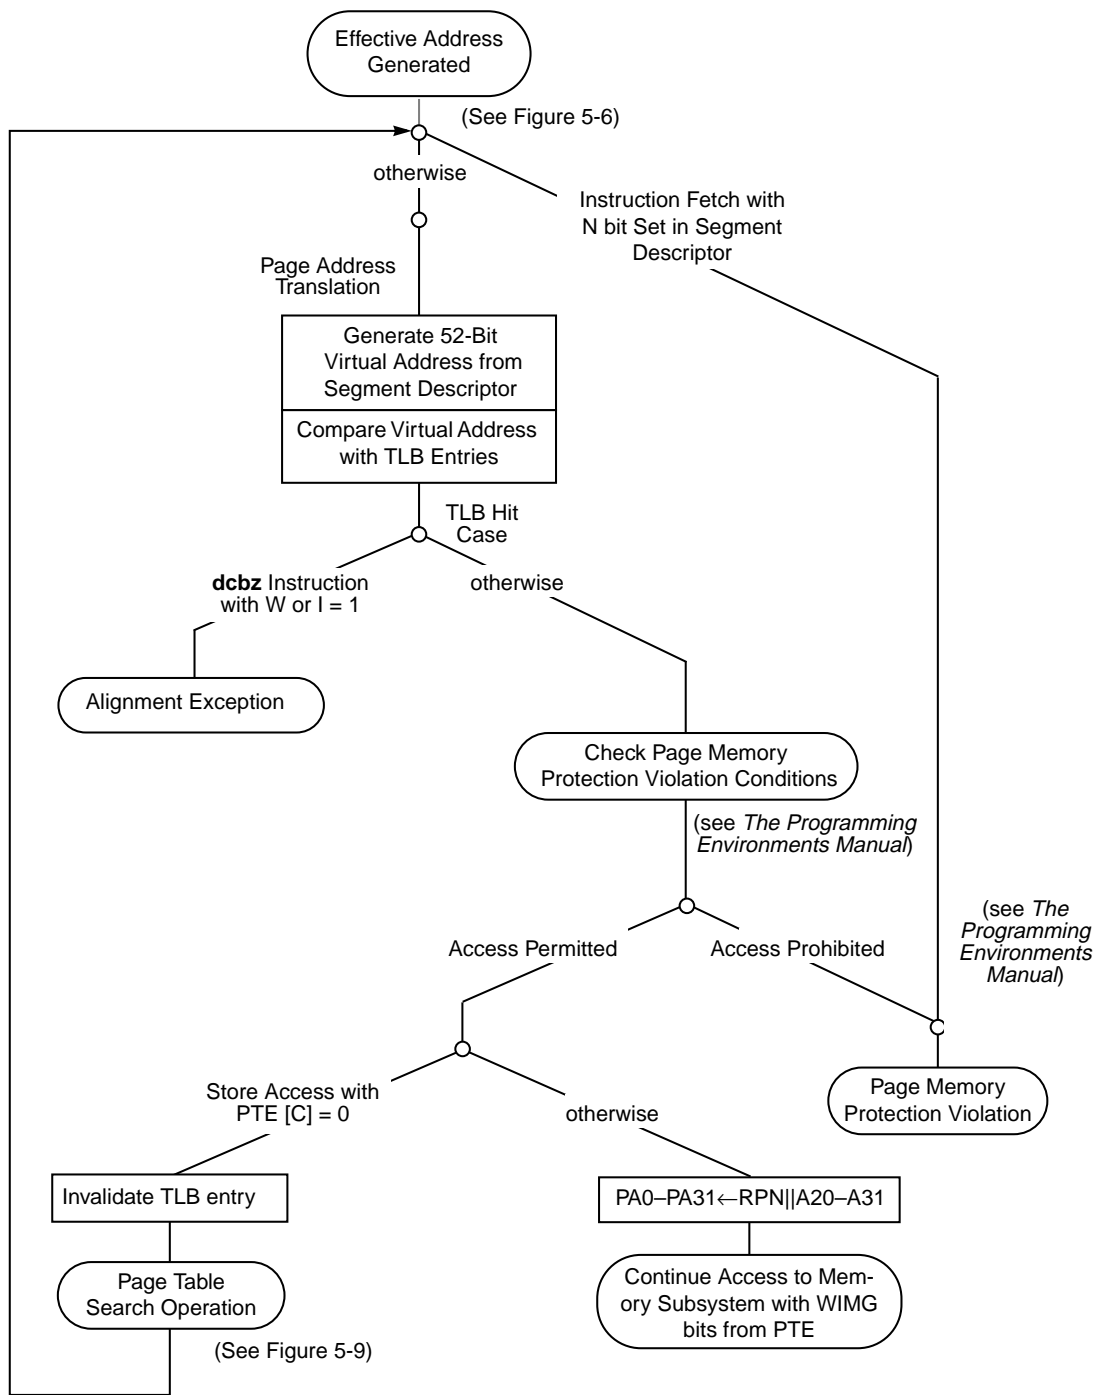 Effective Address
Generated
(See Figure 5-6)
otherwise
Instruction Fetch with
N bit Set in Segment
Descriptor
Page Address
Translation
Generate 52-Bit
Virtual Address from
Segment Descriptor
Compare Virtual Address
with TLB Entries
TLB Hit
Case
dcbz Instruction
with W or I = 1
otherwise
Alignment Exception
Check Page Memory
Protection Violation Conditions
(see The Programming
Environments Manual)
(see The
Programming
Environments
Manual)
Access Permitted
Access Prohibited
Store Access with
PTE [C] = 0
otherwise
Page Memory
Protection Violation
Invalidate TLB entry
PA0–PA31←RPN||A20–A31
Page Table
Search Operation
Continue Access to Mem-
ory Subsystem with WIMG
bits from PTE
(See Figure 5-9)